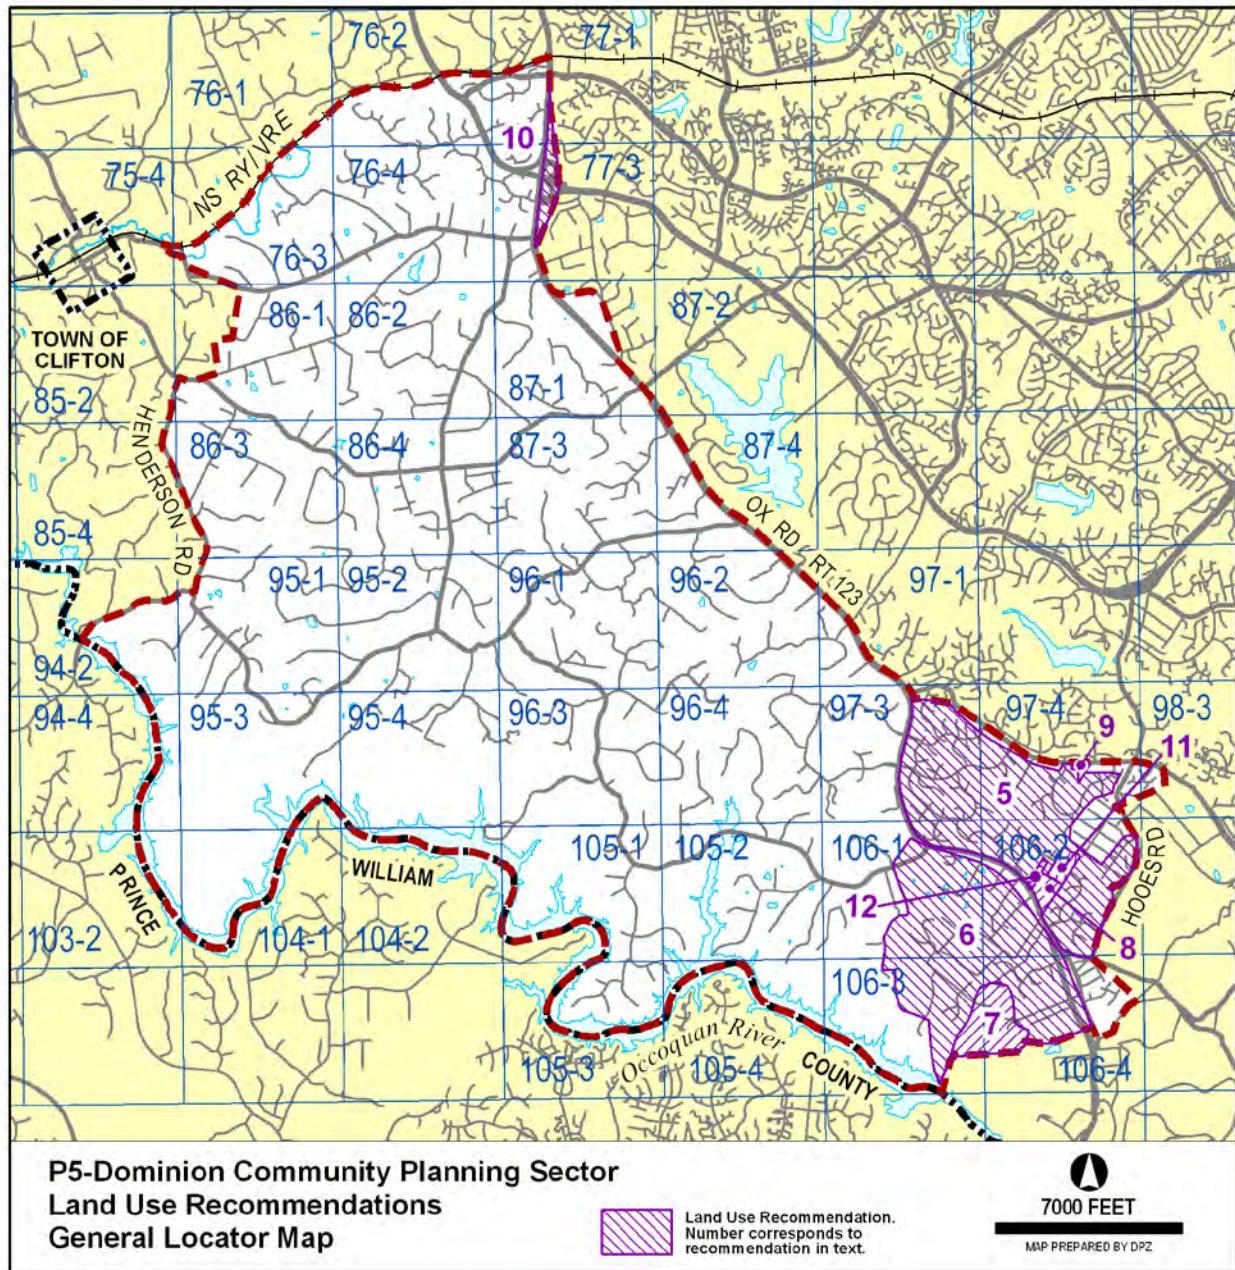 76-2
77-1
76-1
10
75-4
NS RY/VRE
76-4
77-3
76-3
86-1
86-2
87-2
TOWN OF
CLIFTON
85-2
87-1
HENDERSON RD
86-3
86-4
87-3
87-4
85-4
OX RD / RT.123
95-1
95-2
96-1
96-2
97-1
94-2
94-4
95-3
95-4
96-3
96-4
97-3
97-4
98-3
9
11
5
105-1
105-2
106-1
106-2
HOOES RD
PRINCE
WILLIAM
12
103-2
104-1
104-2
6
8
106-3
7
Occoquan River
105-3
105-4
COUNTY
106-4
P5-Dominion Community Planning Sector
Land Use Recommendations
General Locator Map
Land Use Recommendation.
Number corresponds to
recommendation in text.
7000 FEET
MAP PREPARED BY DPZ